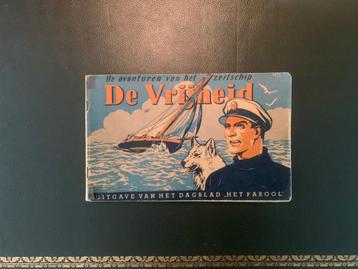 De avonturen van het zeilschip
De Vrijheid
UITGAVE VAN HET DAGBLAD „HET PAROOL”